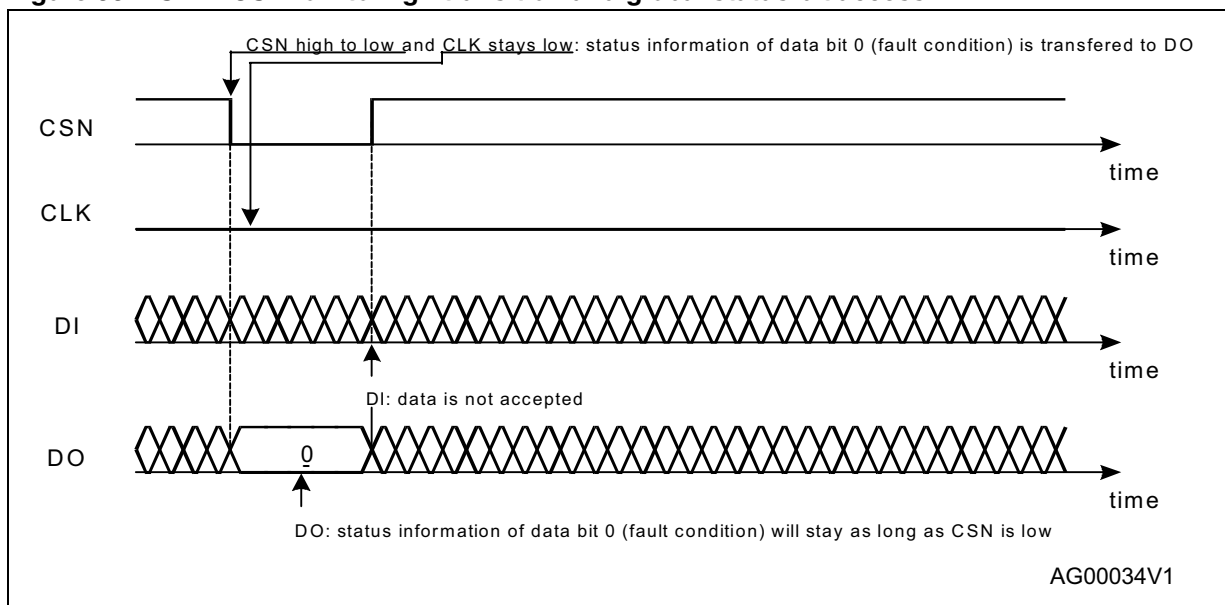 CSN high to low and CLK stays low: status information of data bit 0 (fault condition) is transfered to DO
CSN
time
CLK
time
DI
time
DI: data is not accepted
DO
0
time
DO: status information of data bit 0 (fault condition) will stay as long as CSN is low
AG00034V1